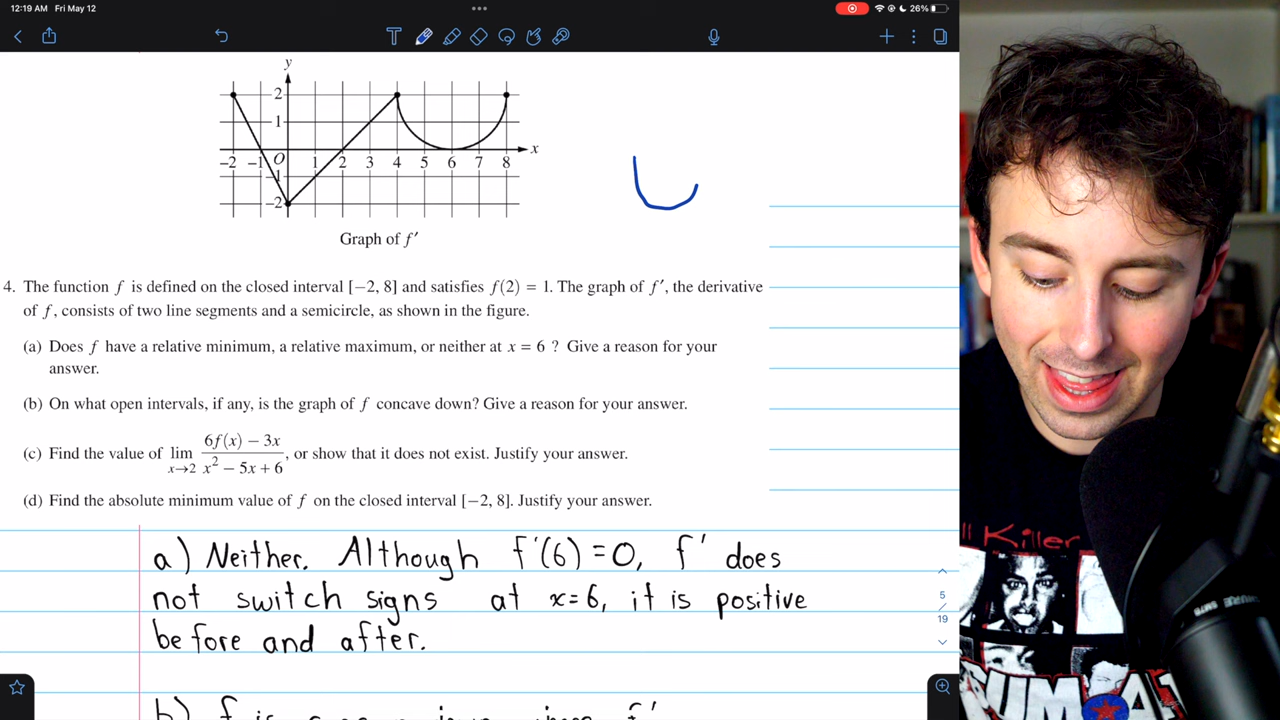 12:19 AM Fri May 12
26%
y
2
1
-2 -1 O 1 2 3 4 5 6 7 8 x
-1
-2
Graph of f′
4. The function f is defined on the closed interval [−2, 8] and satisfies f(2) = 1. The graph of f′, the derivative
of f, consists of two line segments and a semicircle, as shown in the figure.
(a) Does f have a relative minimum, a relative maximum, or neither at x = 6 ? Give a reason for your
answer.
(b) On what open intervals, if any, is the graph of f concave down? Give a reason for your answer.
(c) Find the value of lim x→2 (6f(x) − 3x)/(x² − 5x + 6), or show that it does not exist. Justify your answer.
(d) Find the absolute minimum value of f on the closed interval [−2, 8]. Justify your answer.
a) Neither. Although f'(6) = 0, f' does
not switch signs at x=6, it is positive
before and after.
5
19
b) f is
Killer